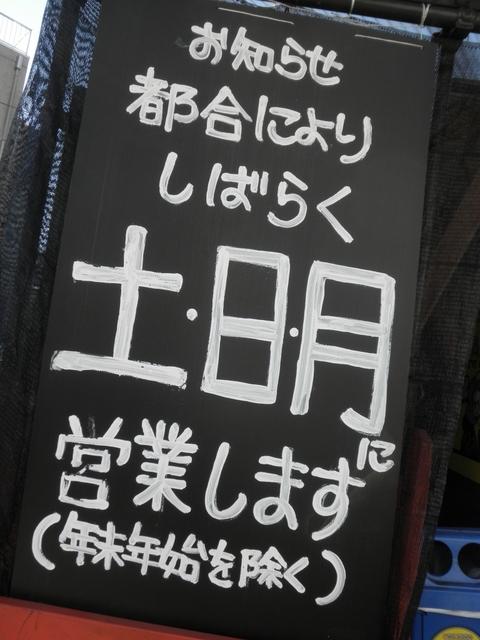 お知らせ
都合により
しばらく
土・日・月に
営業します
(年末年始を除く)